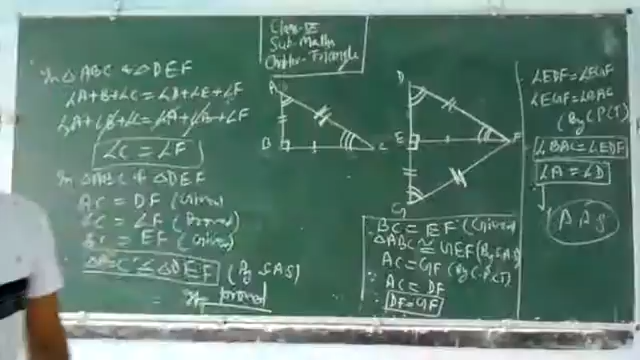 Class-IX
Sub-Maths
Chapter-Triangle
In △ABC & △DEF
∠A+∠B+∠C=∠D+∠E+∠F
∠A+∠B+∠C=∠A+∠B+∠F
∠C=∠F
In △ABC & △DEF
AC = DF (Given)
∠C = ∠F (Proved)
BC = EF (Given)
△ABC ≅ △DEF (By SAS)
proved
A
B
C
D
E
F
G
BC = EF (Given)
△ABC ≅ GEF (By SAS)
AC = GF (By C.P.C.T)
∴ AC = DF
∴ DF = GF
∠EDF=∠EGF
∠EGF=∠BAC
(By CPCT)
∠BAC=∠EDF
∠A=∠D
AAS